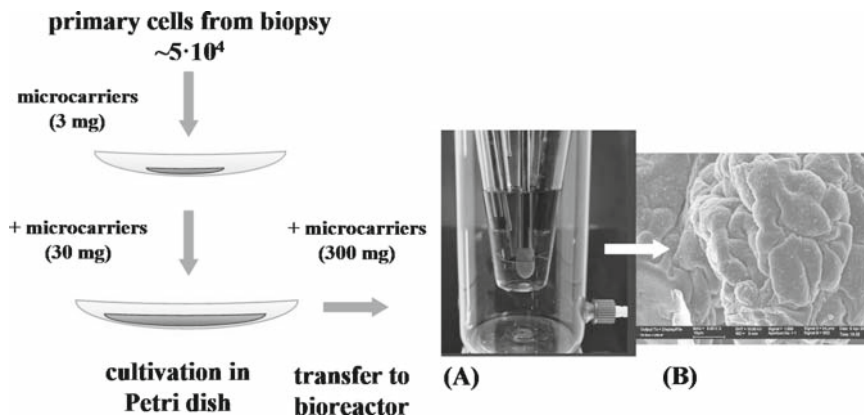 primary cells from biopsy
~5·10⁴
microcarriers
(3 mg)
+ microcarriers
(30 mg)
+ microcarriers
(300 mg)
cultivation in
Petri dish
transfer to
bioreactor
(A)
(B)